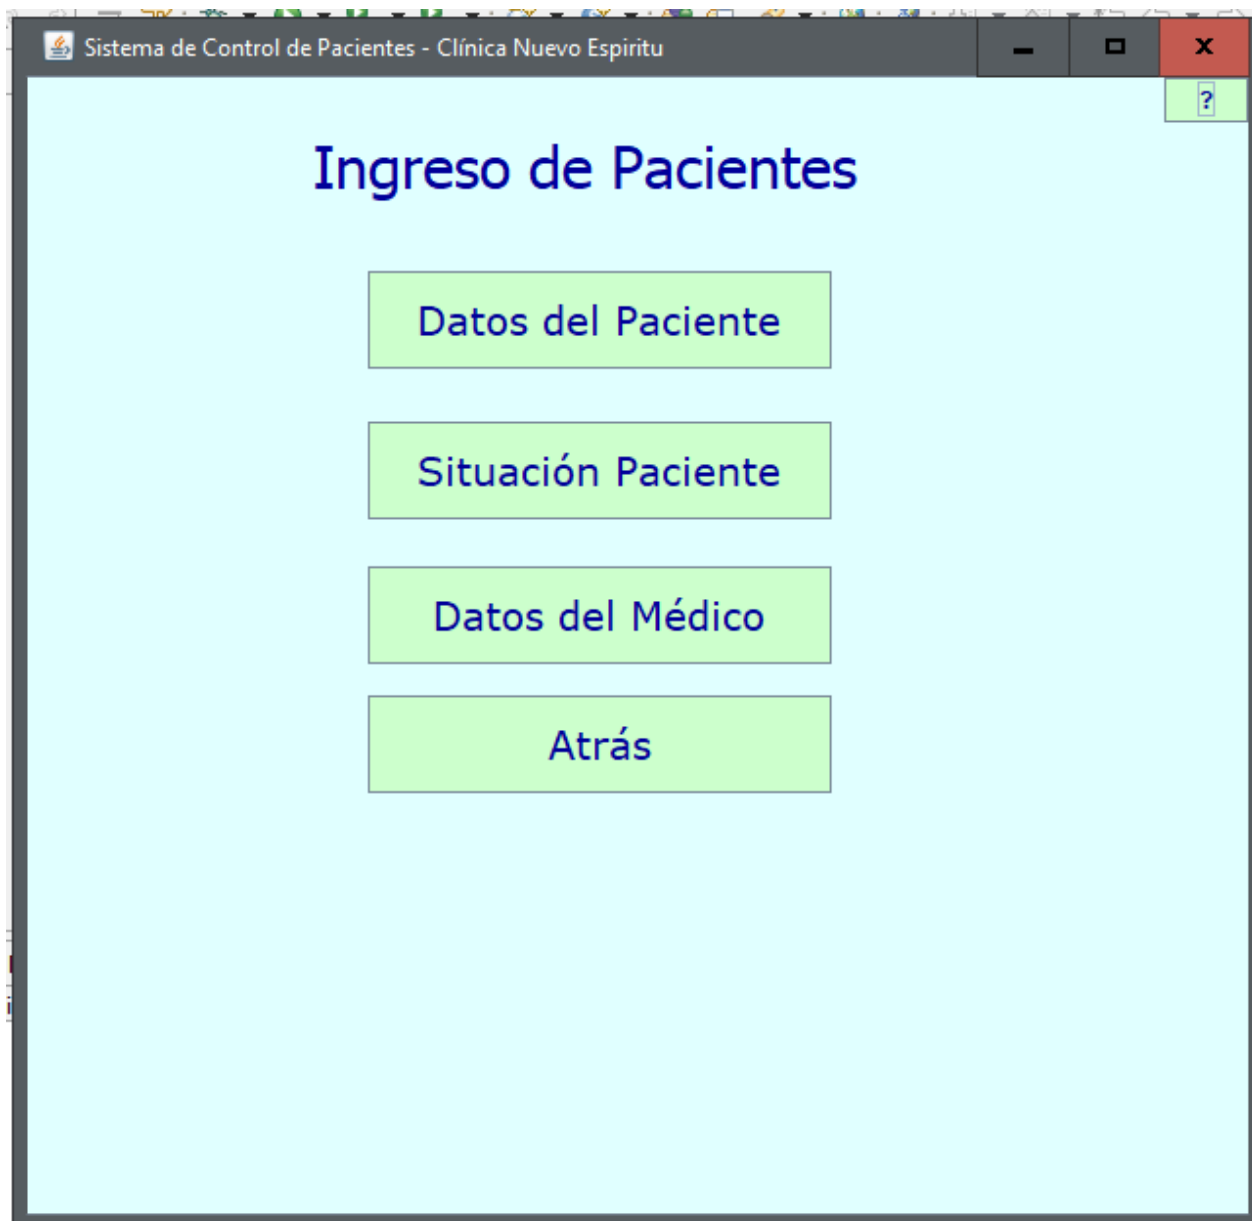 Sistema de Control de Pacientes - Clínica Nuevo Espiritu
?
Ingreso de Pacientes
Datos del Paciente
Situación Paciente
Datos del Médico
Atrás